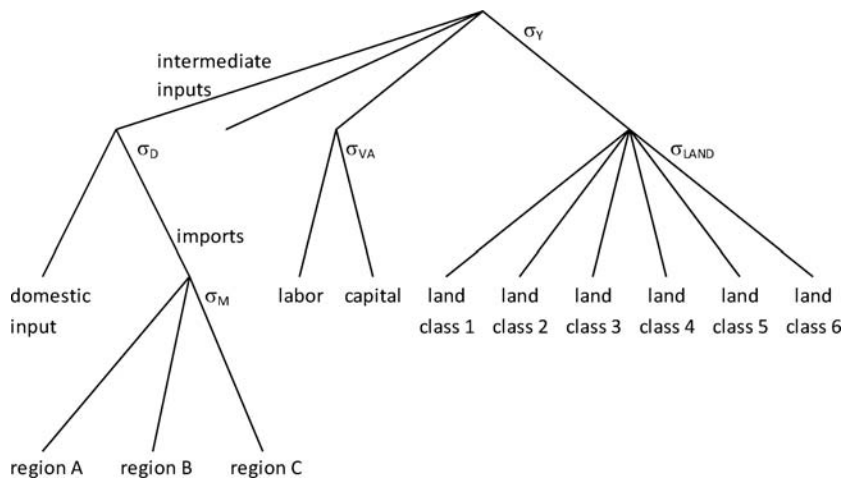 σY
intermediate
inputs
σD
σVA
σLAND
imports
domestic
input
σM
labor
capital
land
class 1
land
class 2
land
class 3
land
class 4
land
class 5
land
class 6
region A
region B
region C